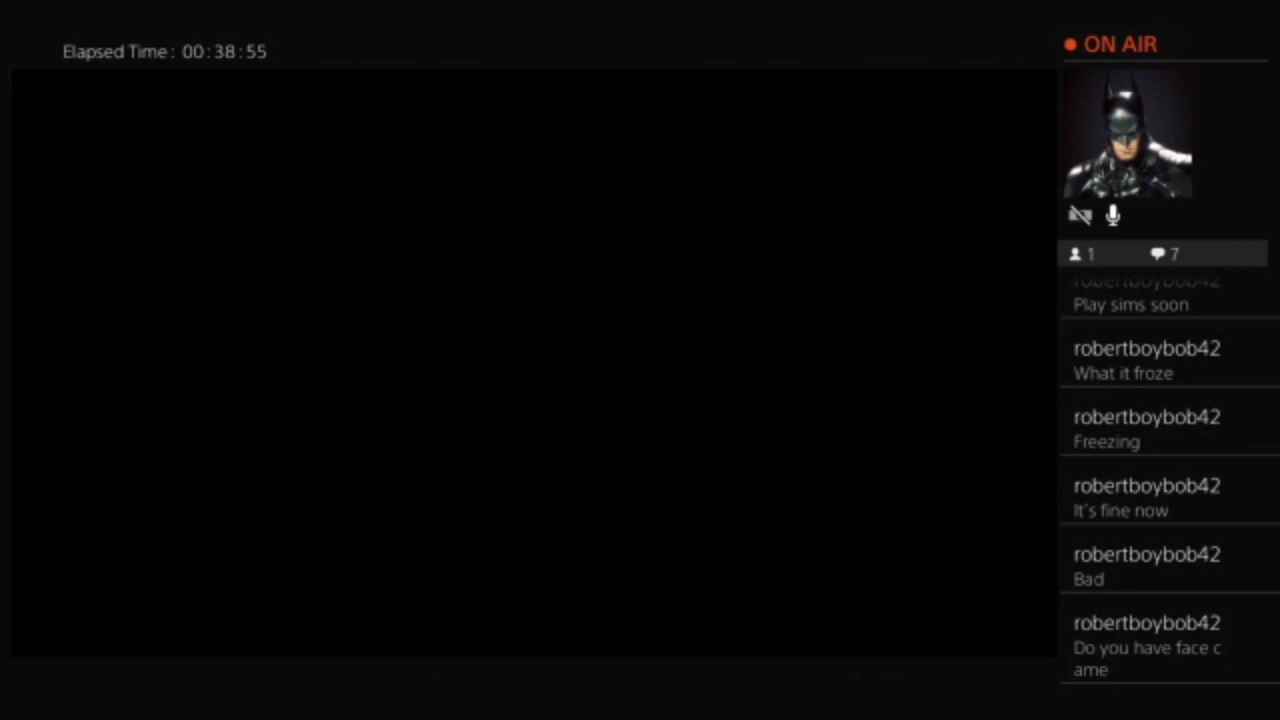 Elapsed Time: 00:38:55
ON AIR
1 7
robertboybob42
Play sims soon
robertboybob42
What it froze
robertboybob42
Freezing
robertboybob42
It's fine now
robertboybob42
Bad
robertboybob42
Do you have face c
ame